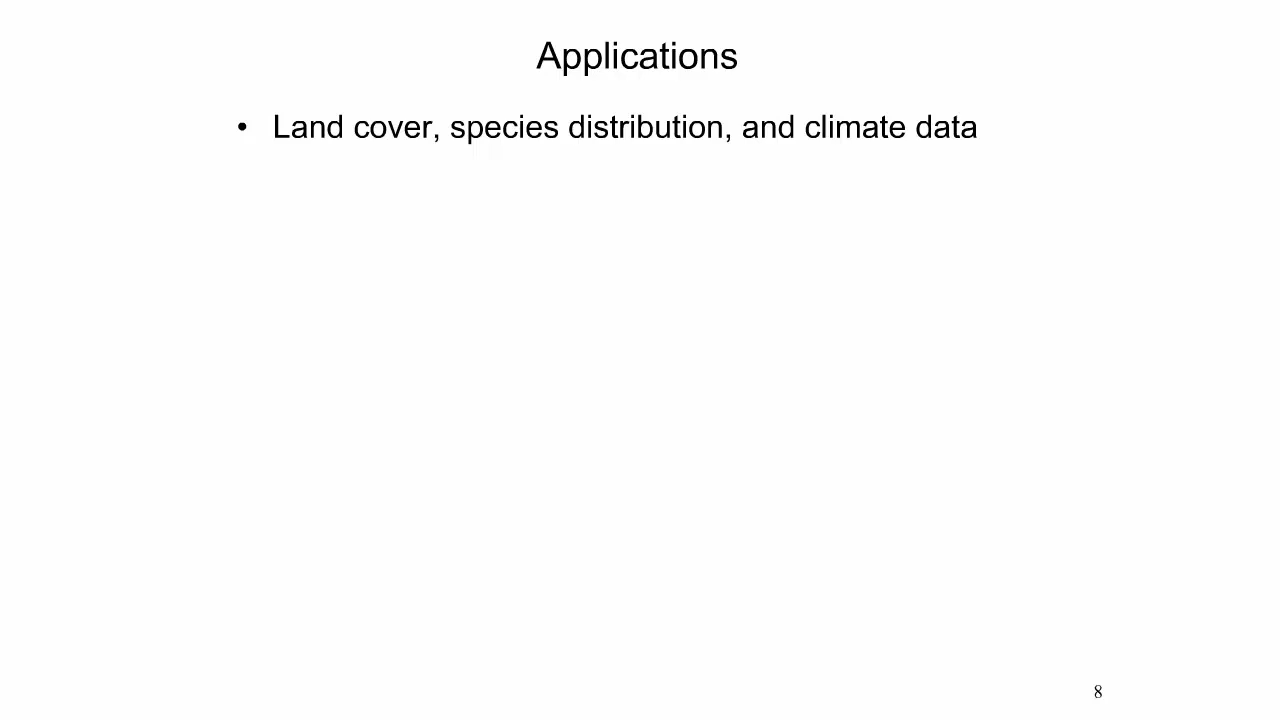 Applications
• Land cover, species distribution, and climate data
8